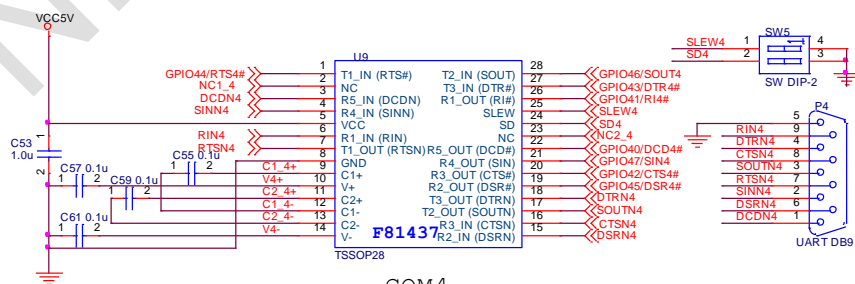 VCC5V
C53
1.0u
1
2
C57 0.1u
1 2
C59 0.1u
1 2
C55 0.1u
1 2
C61 0.1u
1 2
GPIO44/RTS4#
NC1_4
DCDN4
SINN4
RIN4
RTSN4
C1_4+
V4+
C2_4+
C1_4-
C2_4-
V4-
U9
1 T1_IN (RTS#)
2 NC
3 R5_IN (DCDN)
4 R4_IN (SINN)
5 VCC
6 R1_IN (RIN)
7 T1_OUT (RTSN)
8 GND
9 C1+
10 V+
11 C2+
12 C1-
13 C2-
14 V-
T2_IN (SOUT) 28 GPIO46/SOUT4
T3_IN (DTR#) 27 GPIO43/DTR4#
R1_OUT (RI#) 26 GPIO41/RI4#
SLEW 25 SLEW4
SD 24 SD4
NC 23 NC2_4
R5_OUT (DCD#) 22 GPIO40/DCD4#
R4_OUT (SIN) 21 GPIO47/SIN4
R3_OUT (CTS#) 20 GPIO42/CTS4#
R2_OUT (DSR#) 19 GPIO45/DSR4#
T3_OUT (DTRN) 18 DTRN4
T2_OUT (SOUTN) 17 SOUTN4
R3_IN (CTSN) 16 CTSN4
R2_IN (DSRN) 15 DSRN4
F81437
TSSOP28
SW5
SLEW4 1 4
SD4 2 3
SW DIP-2
P4
5
RIN4 9
DTRN4 4
CTSN4 8
SOUTN4 3
RTSN4 7
SINN4 2
DSRN4 6
DCDN4 1
UART DB9
COM4